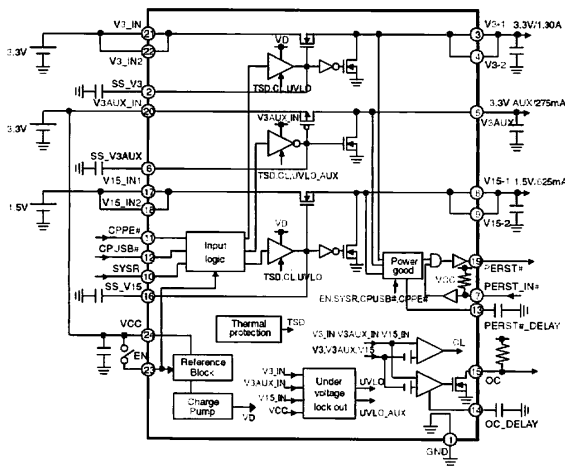 V3_IN
21
VD
3
V3-1 3.3V/1.30A
3.3V
22
V3_IN2
4
V3-2
SS_V3
2
TSD,CL,UVLO
V3AUX_IN
20
V3AUX_IN
3.3V AUX/275mA
5
V3AUX
3.3V
SS_V3AUX
6
TSD,CL,UVLO_AUX
V15_IN1
17
8
V15-1 1.5V/625mA
V15_IN2
18
9
V15-2
1.5V
CPPE#
11
CPUSB#
12
SYSR
10
Input
logic
VD
TSD,CL,UVLO
Power
good
19
PERST#
VCC
7
PERST_IN#
SS_V15
16
EN,SYSR,CPUSB#,CPPE#
13
PERST#_DELAY
VCC
24
Thermal
protection
TSD
V3_IN,V3AUX_IN,V15_IN
V3,V3AUX,V15
CL
EN
23
Reference
Block
15
OC
V3_IN
V3AUX_IN
V15_IN
VCC
Under
voltage
lock out
UVLO
UVLO_AUX
Charge
Pump
VD
14
OC_DELAY
1
GND